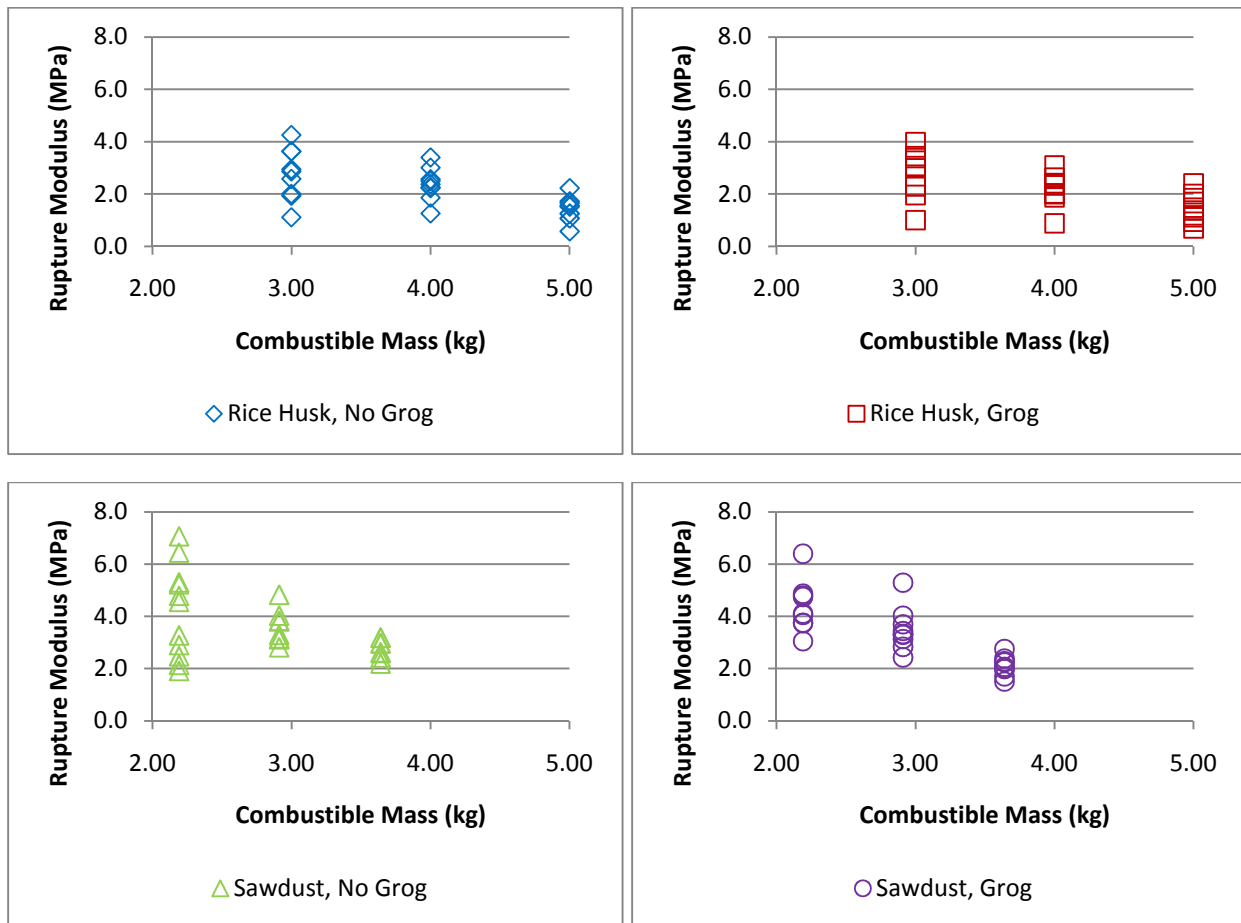 Rupture Modulus (MPa)
8.0
6.0
4.0
2.0
0.0
2.00 3.00 4.00 5.00
Combustible Mass (kg)
Rice Husk, No Grog
Rupture Modulus (MPa)
8.0
6.0
4.0
2.0
0.0
2.00 3.00 4.00 5.00
Combustible Mass (kg)
Rice Husk, Grog
Rupture Modulus (MPa)
8.0
6.0
4.0
2.0
0.0
2.00 3.00 4.00 5.00
Combustible Mass (kg)
Sawdust, No Grog
Rupture Modulus (MPa)
8.0
6.0
4.0
2.0
0.0
2.00 3.00 4.00 5.00
Combustible Mass (kg)
Sawdust, Grog